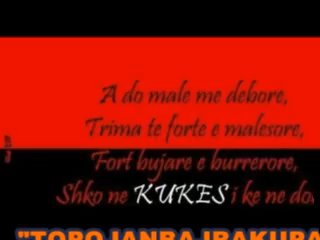 A do male me debore,
Trima te forte e malesore,
Fort bujare e burrerore,
Shko ne KUKES i ke ne do.